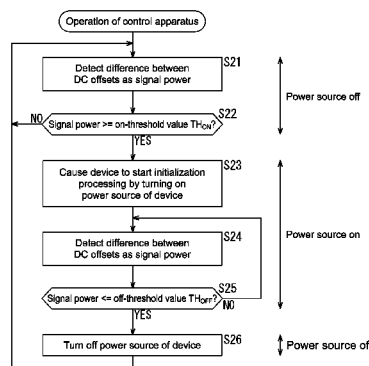 Operation of control apparatus
S21
Detect difference between
DC offsets as signal power
Power source off
S22
NO
Signal power >= on-threshold value THON?
YES
S23
Cause device to start initialization
processing by turning on
power source of device
Power source on
S24
Detect difference between
DC offsets as signal power
S25
Signal power <= off-threshold value THOFF?
NO
YES
S26
Turn off power source of device
Power source of